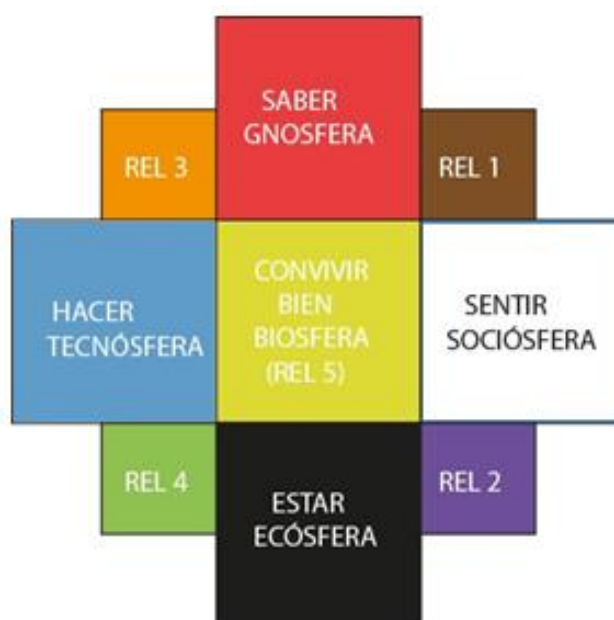 SABER
GNOSFERA
REL 3
REL 1
HACER
TECNÓSFERA
CONVIVIR
BIEN
BIOSFERA
(REL 5)
SENTIR
SOCIÓSFERA
REL 4
ESTAR
ECÓSFERA
REL 2